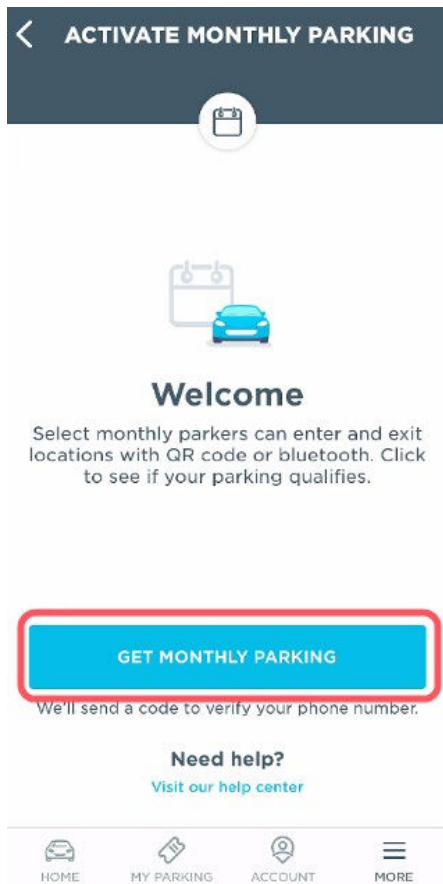 ACTIVATE MONTHLY PARKING
Welcome
Select monthly parkers can enter and exit
locations with QR code or bluetooth. Click
to see if your parking qualifies.
GET MONTHLY PARKING
We'll send a code to verify your phone number.
Need help?
Visit our help center
HOME MY PARKING ACCOUNT MORE